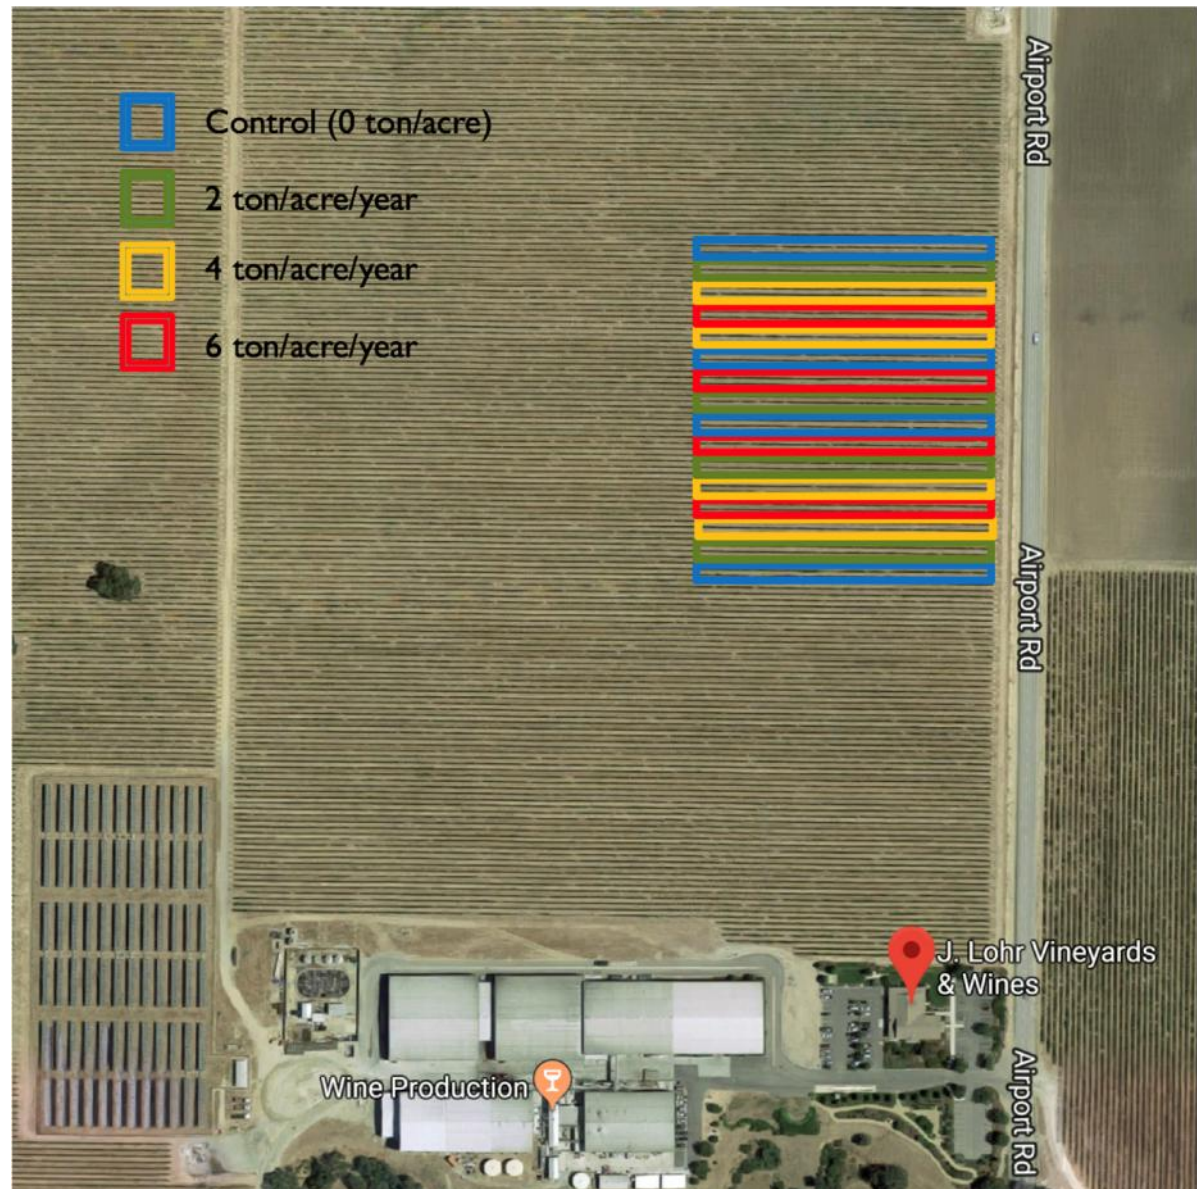 Airport Rd
Control (0 ton/acre)
2 ton/acre/year
4 ton/acre/year
6 ton/acre/year
Airport Rd
J. Lohr Vineyards
& Wines
Wine Production
Airport Rd